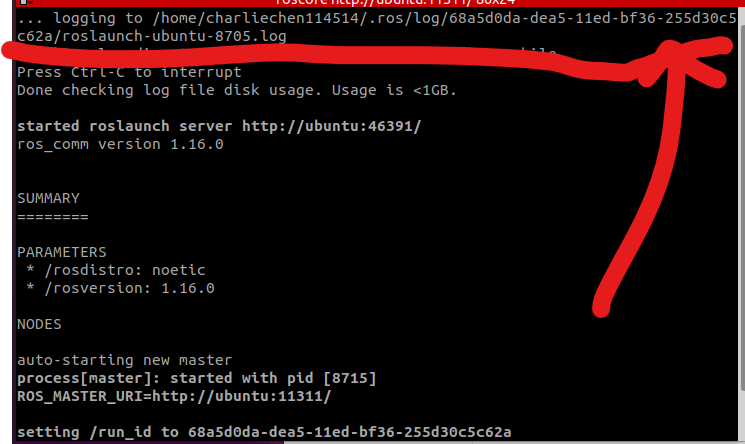 roscore http://ubuntu:11311/ 80x24
... logging to /home/charliechen114514/.ros/log/68a5d0da-dea5-11ed-bf36-255d30c5
c62a/roslaunch-ubuntu-8705.log
Press Ctrl-C to interrupt
Done checking log file disk usage. Usage is <1GB.
started roslaunch server http://ubuntu:46391/
ros_comm version 1.16.0
SUMMARY
========
PARAMETERS
* /rosdistro: noetic
* /rosversion: 1.16.0
NODES
auto-starting new master
process[master]: started with pid [8715]
ROS_MASTER_URI=http://ubuntu:11311/
setting /run_id to 68a5d0da-dea5-11ed-bf36-255d30c5c62a